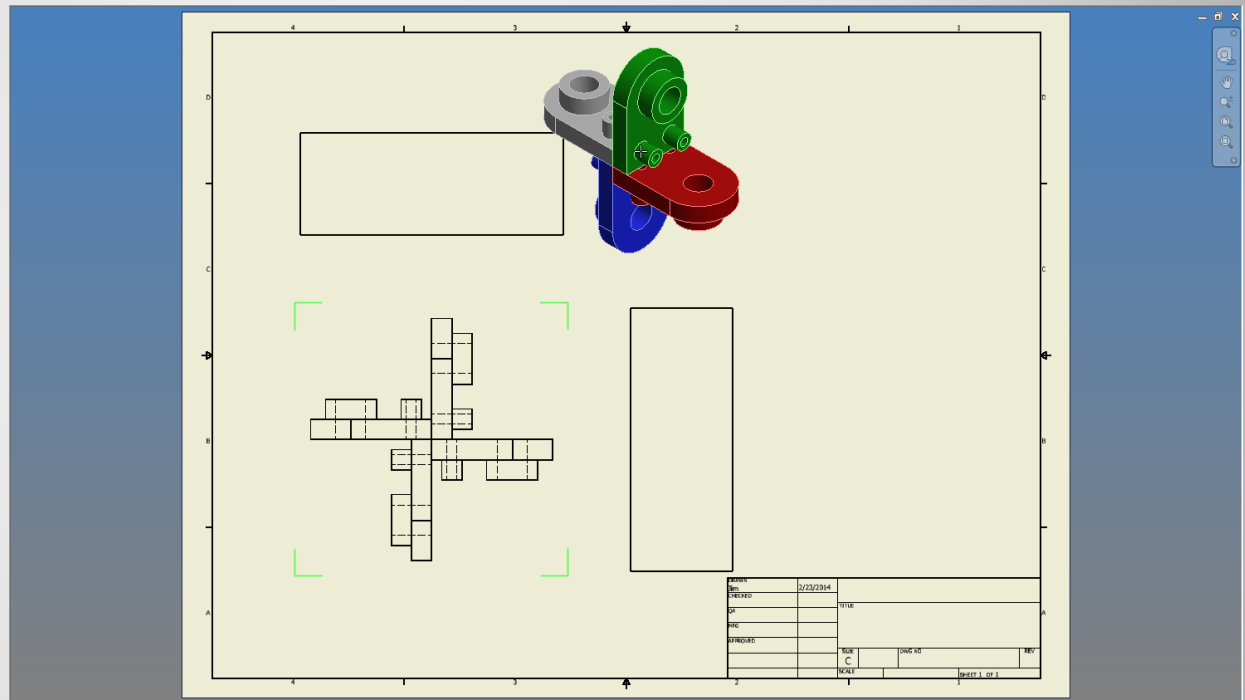 4 3 2 1
D D
C C
B B
A A
DRAWN
Jim 2/23/2014
CHECKED
QA
MFG
APPROVED
TITLE
SIZE
C
DWG NO
REV
SCALE
SHEET 1 OF 1
4 3 2 1